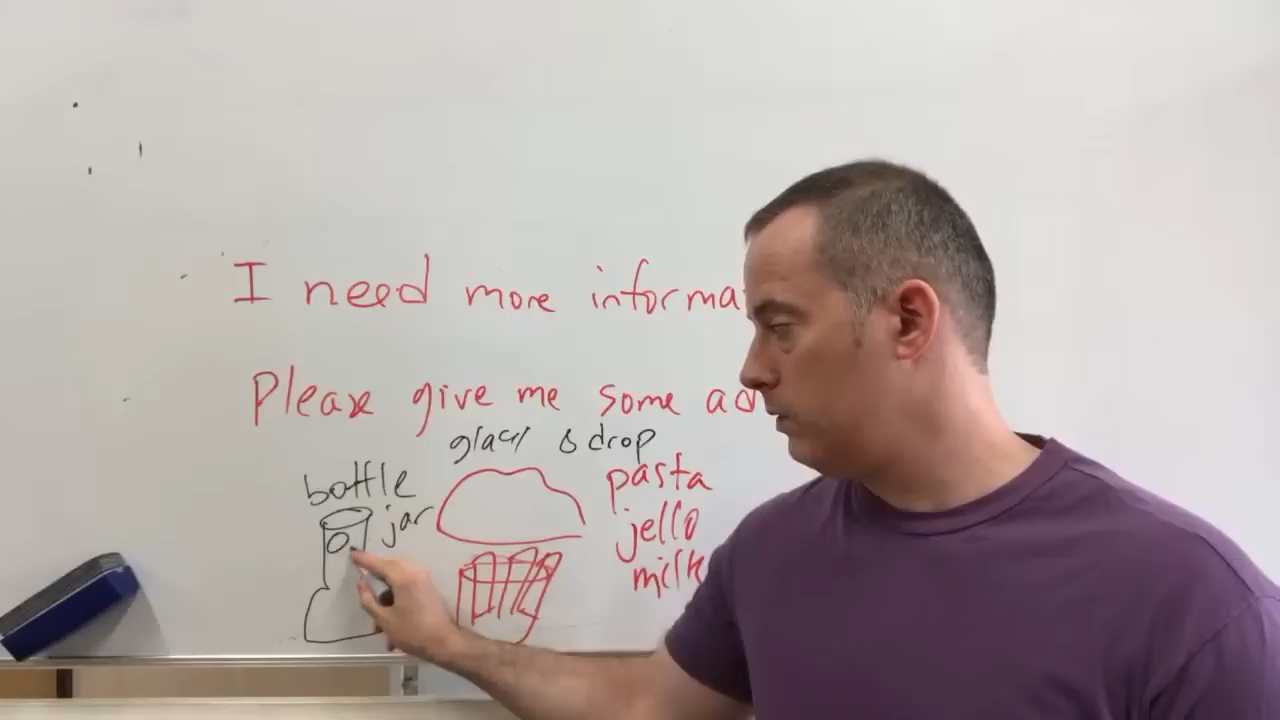 I need more informa
Please give me some ad
glass drop
bottle
pasta
jar
jello
milk